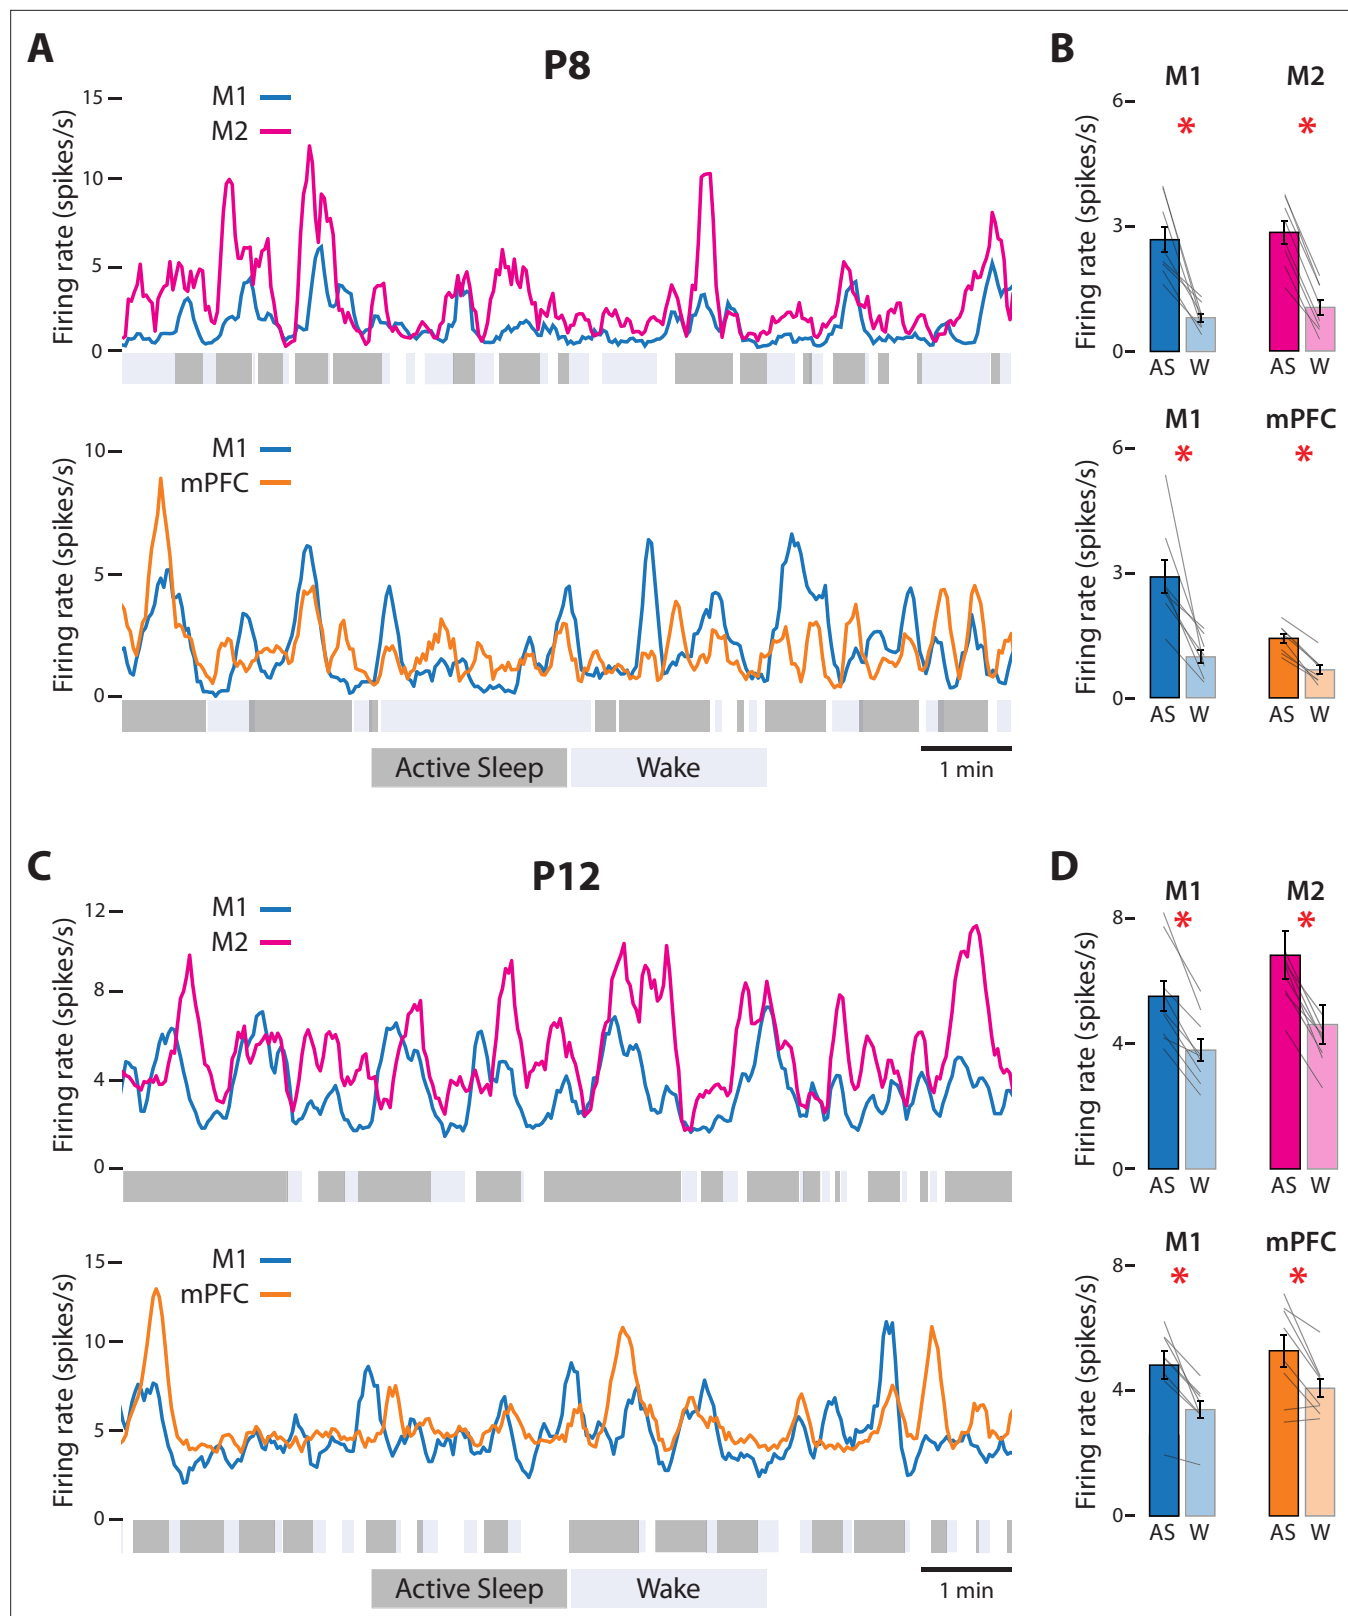 A
P8
Firing rate (spikes/s)
15
10
5
0
M1
M2
Firing rate (spikes/s)
10
5
0
M1
mPFC
Active Sleep
Wake
1 min
B
M1
M2
Firing rate (spikes/s)
6
3
0
*
*
AS
W
AS
W
M1
mPFC
Firing rate (spikes/s)
6
3
0
*
*
AS
W
AS
W
C
P12
Firing rate (spikes/s)
12
8
4
0
M1
M2
Firing rate (spikes/s)
15
10
5
0
M1
mPFC
Active Sleep
Wake
1 min
D
M1
M2
Firing rate (spikes/s)
8
4
0
*
*
AS
W
AS
W
M1
mPFC
Firing rate (spikes/s)
8
4
0
*
*
AS
W
AS
W